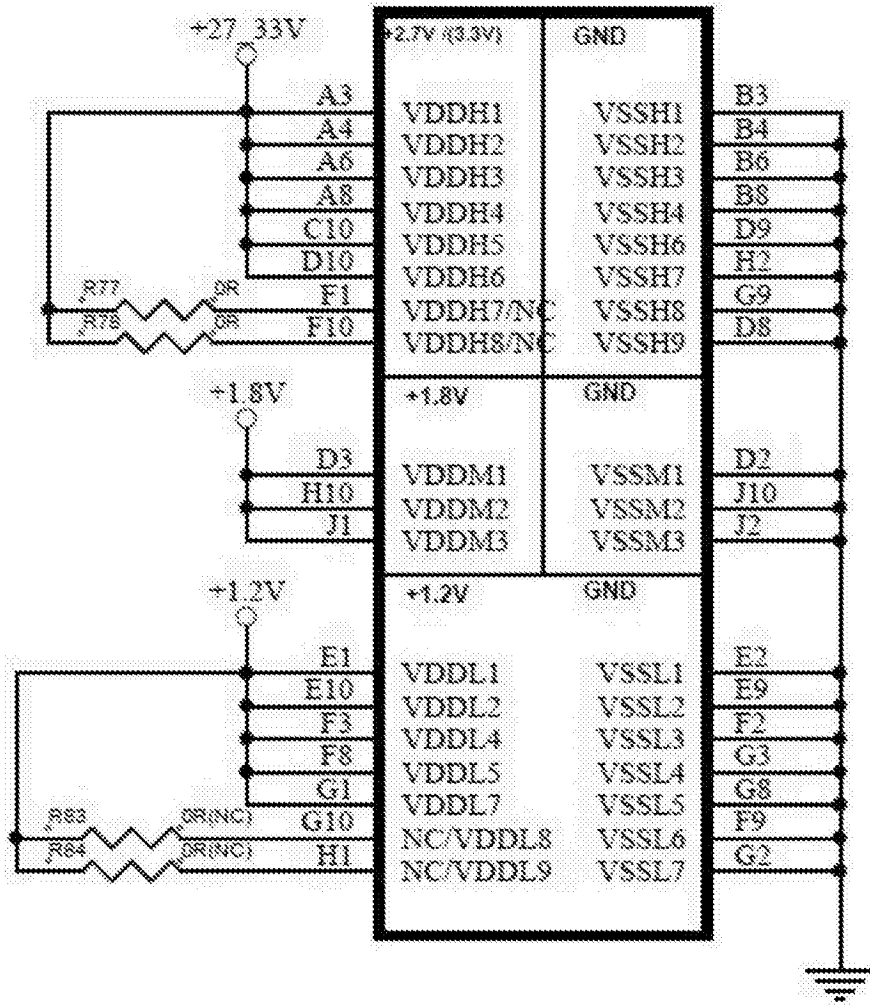 +27_33V
+2.7V /(3.3V) GND
A3 VDDH1 VSSH1 B3
A4 VDDH2 VSSH2 B4
A6 VDDH3 VSSH3 B6
A8 VDDH4 VSSH4 B8
C10 VDDH5 VSSH6 D9
D10 VDDH6 VSSH7 H2
R77 0R F1 VDDH7/NC VSSH8 G9
R78 0R F10 VDDH8/NC VSSH9 D8
+1.8V
+1.8V GND
D3 VDDM1 VSSM1 D2
H10 VDDM2 VSSM2 J10
J1 VDDM3 VSSM3 J2
+1.2V
+1.2V GND
E1 VDDL1 VSSL1 E2
E10 VDDL2 VSSL2 E9
F3 VDDL4 VSSL3 F2
F8 VDDL5 VSSL4 G3
G1 VDDL7 VSSL5 G8
R83 0R(NC) G10 NC/VDDL8 VSSL6 F9
R84 0R(NC) H1 NC/VDDL9 VSSL7 G2